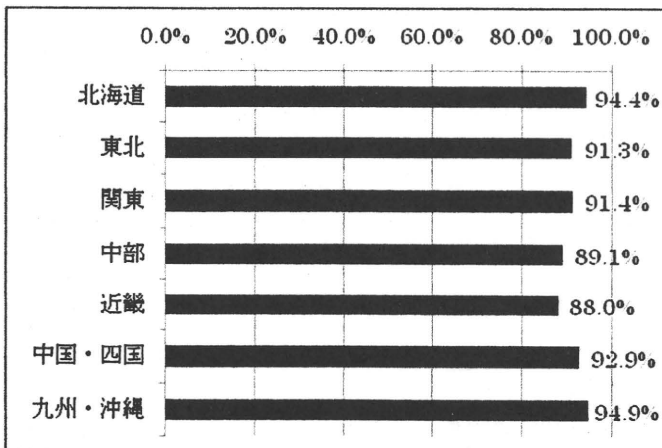 0.0% 20.0% 40.0% 60.0% 80.0% 100.0%
北海道 94.4%
東北 91.3%
関東 91.4%
中部 89.1%
近畿 88.0%
中国・四国 92.9%
九州・沖縄 94.9%